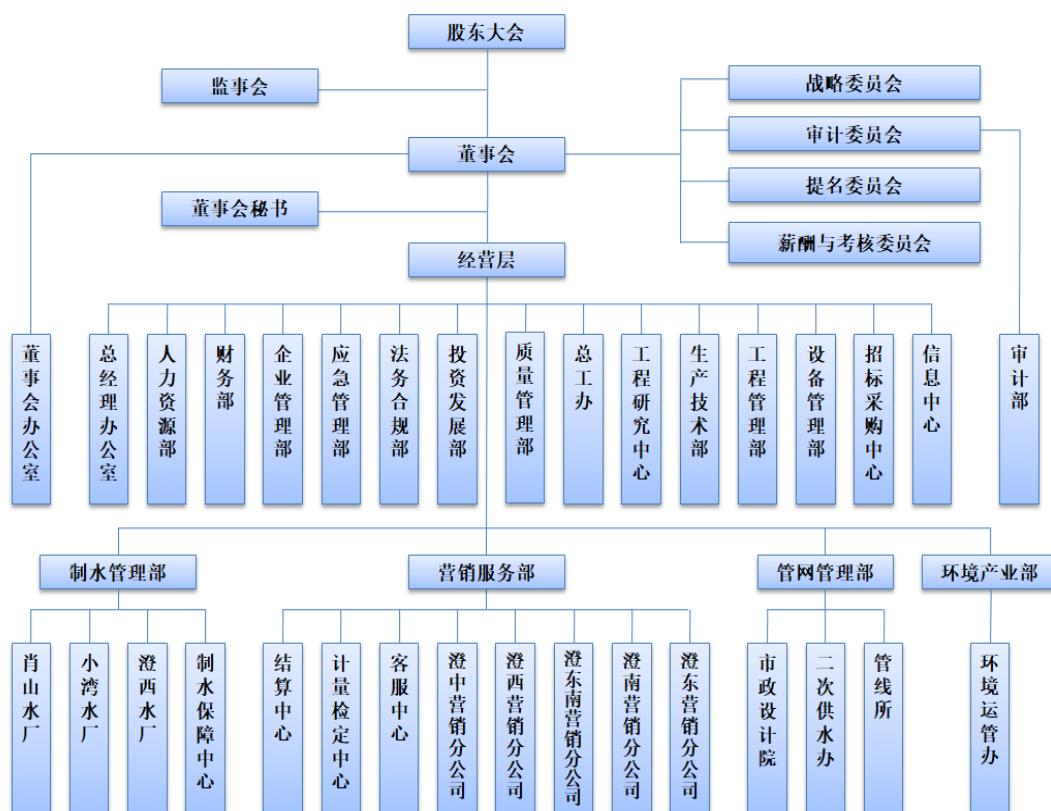 股东大会
监事会
战略委员会
审计委员会
董事会
提名委员会
董事会秘书
薪酬与考核委员会
经营层
董事会办公室
总经理办公室
人力资源部
财务部
企业管理部
应急管理部
法务合规部
投资发展部
质量管理部
总工办
工程研究中心
生产技术部
工程管理部
设备管理部
招标采购中心
信息中心
审计部
制水管理部
营销服务部
管网管理部
环境产业部
肖山水厂
小湾水厂
澄西水厂
制水保障中心
结算中心
计量检定中心
客服中心
澄中营销分公司
澄西营销分公司
澄东南营销分公司
澄南营销分公司
澄东营销分公司
市政设计院
二次供水办
管线所
环境运管办